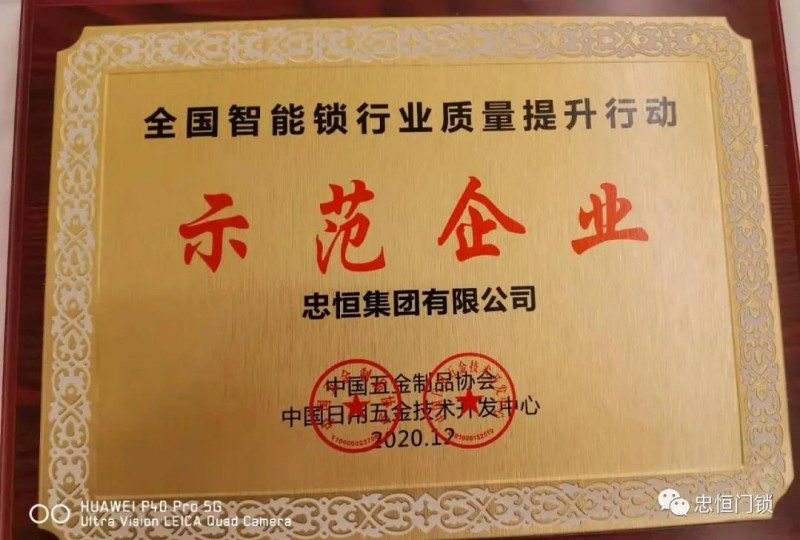 全国智能锁行业质量提升行动
示范企业
忠恒集团有限公司
中国五金制品协会
中国日用五金技术开发中心
2020.12
HUAWEI P40 Pro 5G
Ultra Vision LEICA Quad Camera
忠恒门锁